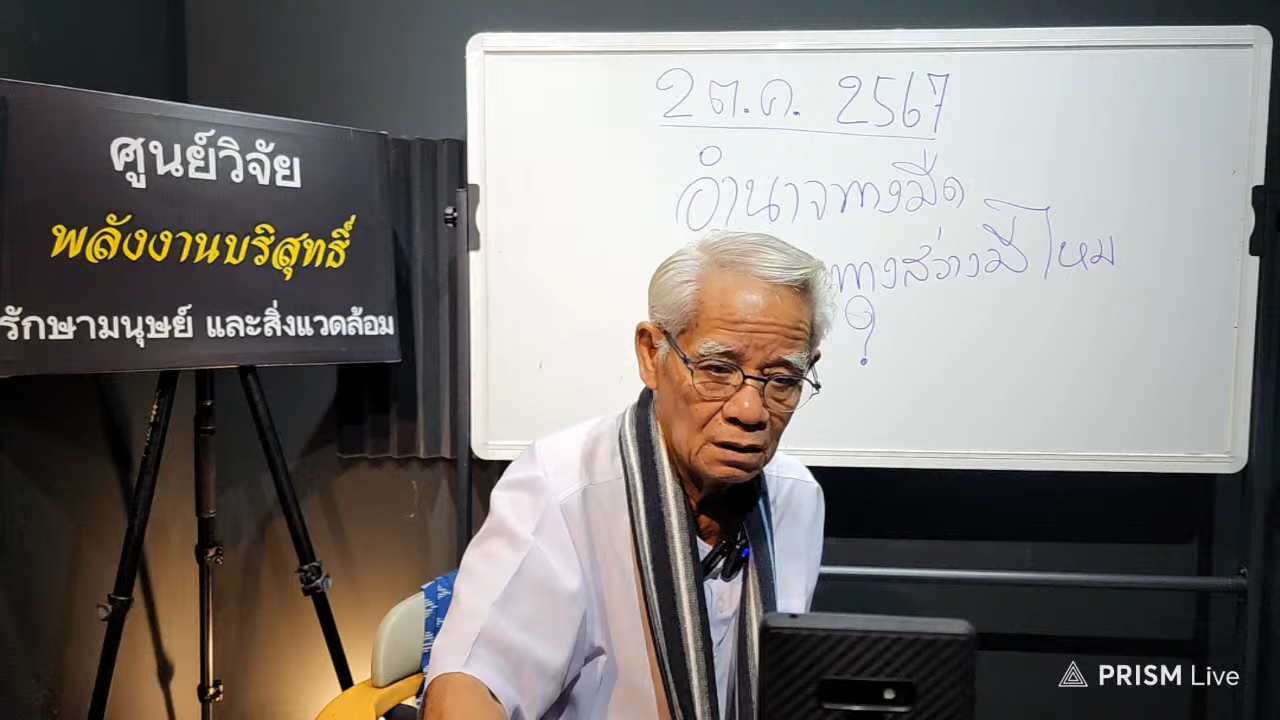 ศูนย์วิจัย
พลังงานบริสุทธิ์
รักษามนุษย์ และสิ่งแวดล้อม
2 ต.ค. 2567
อำนาจทางมืด
ทางสว่างมีไหม
?
PRISM Live